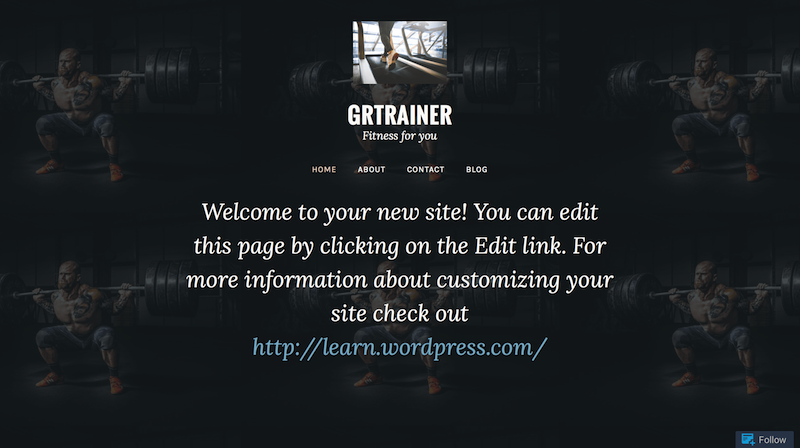 GRTRAINER
Fitness for you
HOME ABOUT CONTACT BLOG
Welcome to your new site! You can edit
this page by clicking on the Edit link. For
more information about customizing your
site check out
http://learn.wordpress.com/
Follow